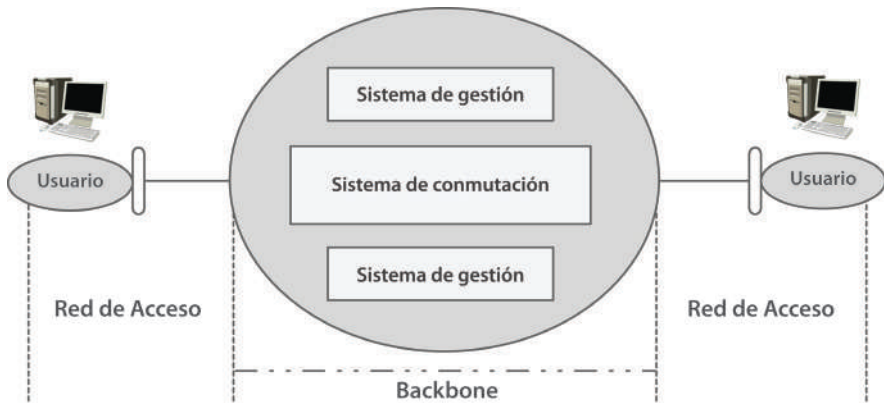 Sistema de gestión
Usuario
Sistema de conmutación
Usuario
Sistema de gestión
Red de Acceso
Red de Acceso
Backbone